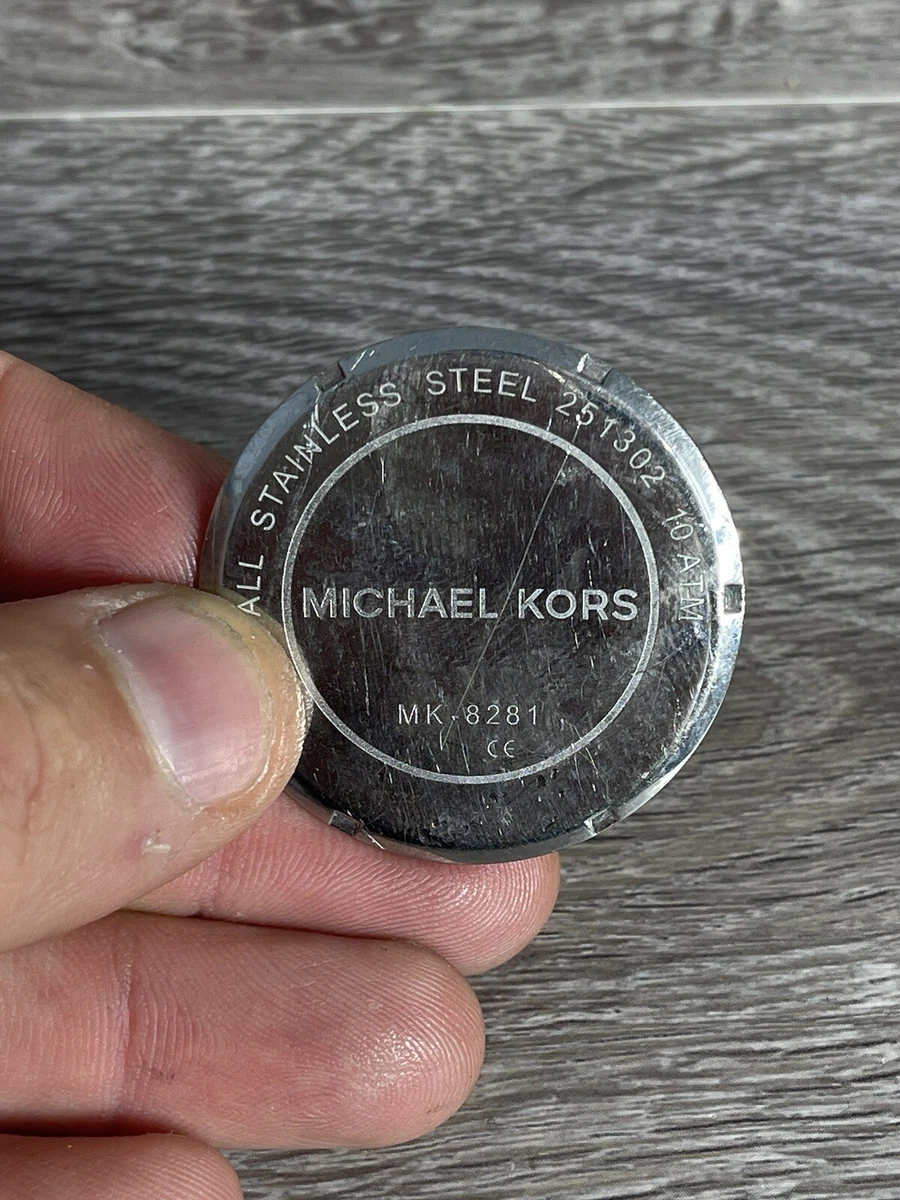 ALL STAINLESS STEEL 251302 10 ATM
MICHAEL KORS
MK-8281
CE